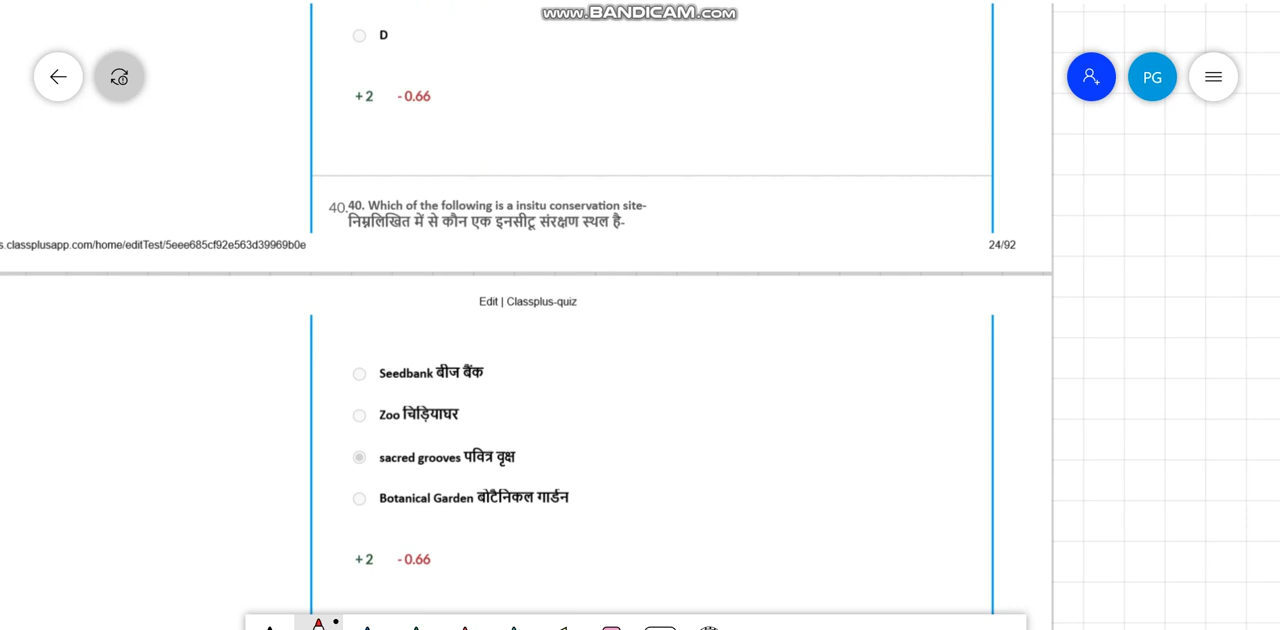 www.BANDICAM.com
D
PG
+ 2 - 0.66
40. 40. Which of the following is a insitu conservation site-
निम्नलिखित में से कौन एक इनसीटू संरक्षण स्थल है-
s.classplusapp.com/home/editTest/5eee685cf92e563d39969b0e 24/92
Edit | Classplus-quiz
Seedbank बीज बैंक
Zoo चिड़ियाघर
sacred grooves पवित्र वृक्ष
Botanical Garden बोटैनिकल गार्डन
+ 2 - 0.66